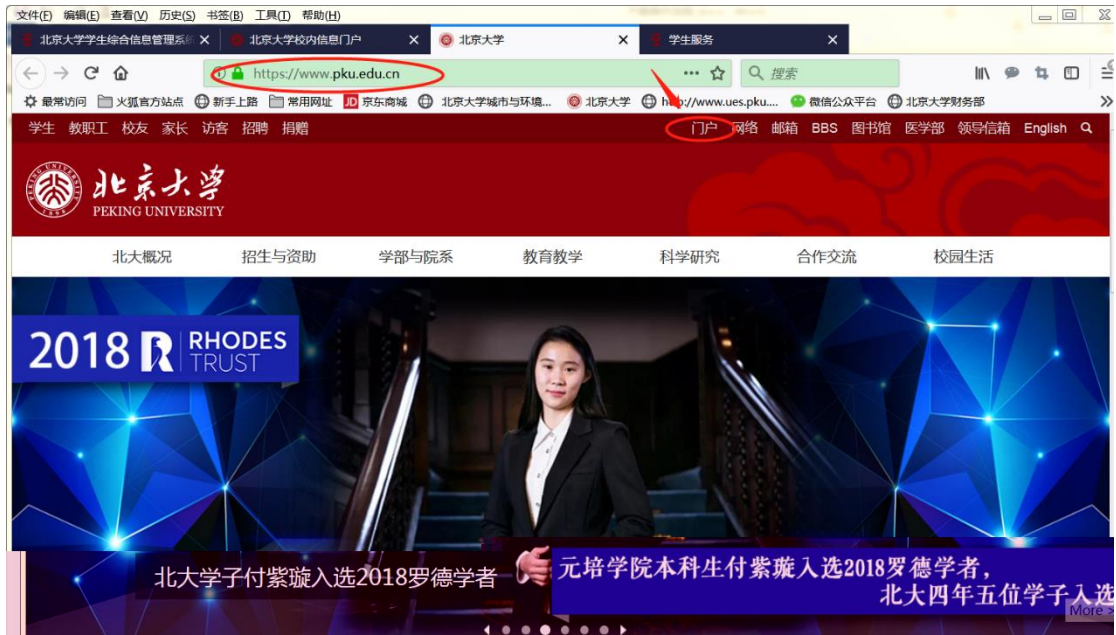 文件(F) 编辑(E) 查看(V) 历史(S) 书签(B) 工具(T) 帮助(H)
北京大学学生综合信息管理系统 北京大学校内信息门户 北京大学 学生服务
https://www.pku.edu.cn 搜索
最常访问 火狐官方站点 新手上路 常用网址 JD 京东商城 北京大学城市与环境... 北京大学 http://www.ues.pku.... 微信公众平台 北京大学财务部
学生 教职工 校友 家长 访客 招聘 捐赠 门户 网络 邮箱 BBS 图书馆 医学部 领导信箱 English
北京大学
PEKING UNIVERSITY
北大概况 招生与资助 学部与院系 教育教学 科学研究 合作交流 校园生活
2018 R RHODES
TRUST
北大学子付紫璇入选2018罗德学者
元培学院本科生付紫璇入选2018罗德学者,
北大四年五位学子入选
More >